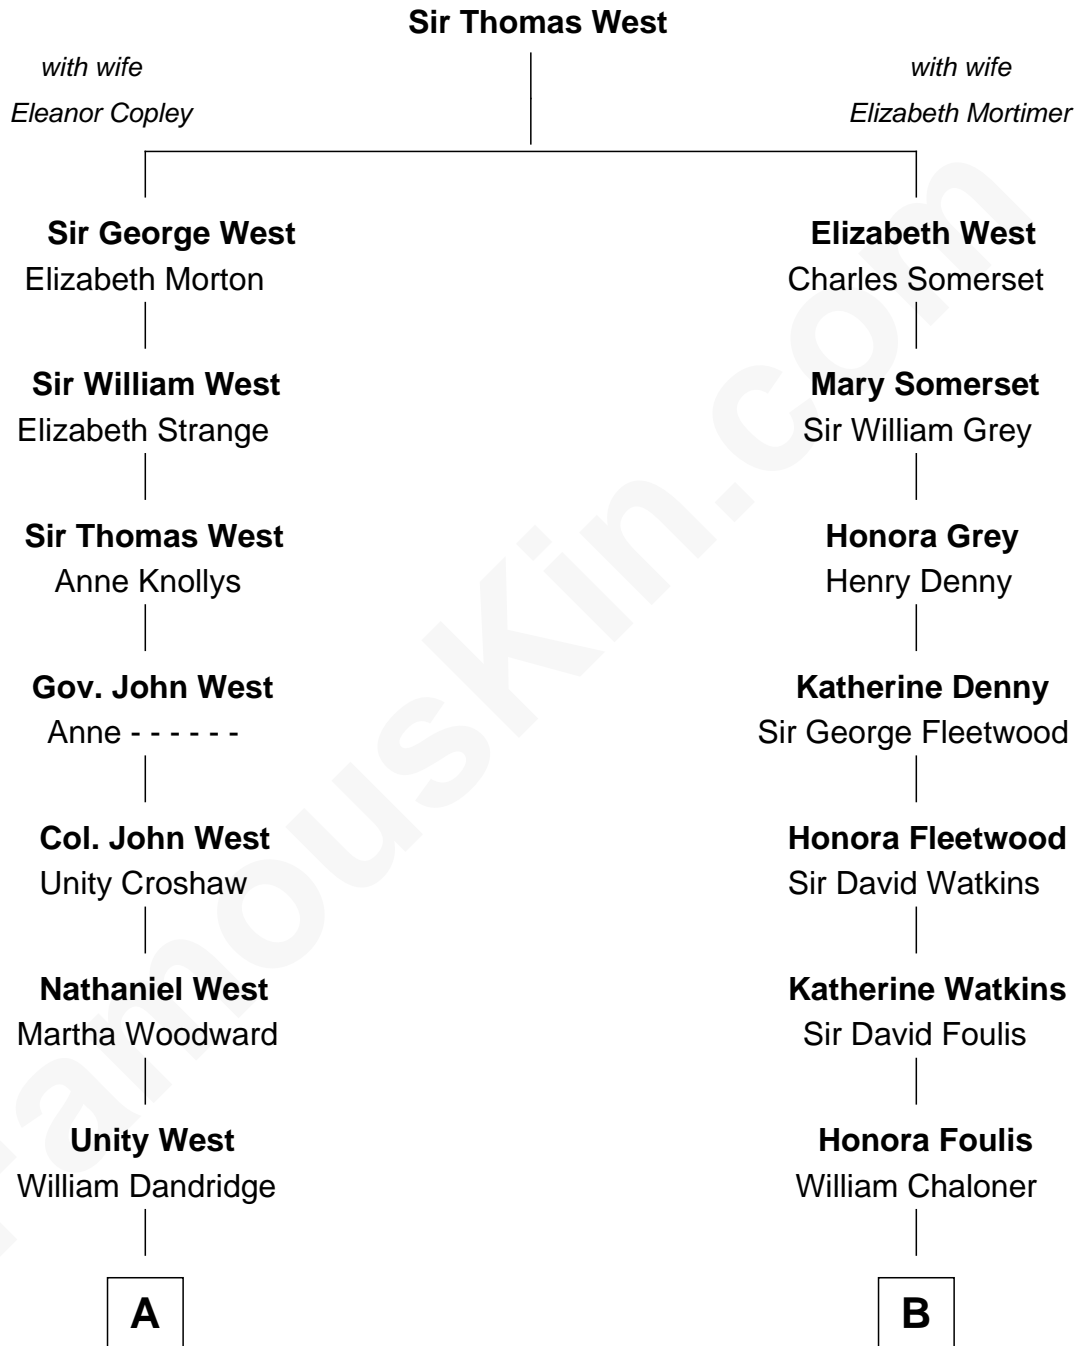 Sir Thomas West
with wife
Eleanor Copley
with wife
Elizabeth Mortimer
Sir George West
Elizabeth Morton
Elizabeth West
Charles Somerset
Sir William West
Elizabeth Strange
Mary Somerset
Sir William Grey
Sir Thomas West
Anne Knollys
Honora Grey
Henry Denny
Gov. John West
Anne - - - - - -
Katherine Denny
Sir George Fleetwood
Col. John West
Unity Croshaw
Honora Fleetwood
Sir David Watkins
Nathaniel West
Martha Woodward
Katherine Watkins
Sir David Foulis
Unity West
William Dandridge
Honora Foulis
William Chaloner
A
B
FamousKin.com